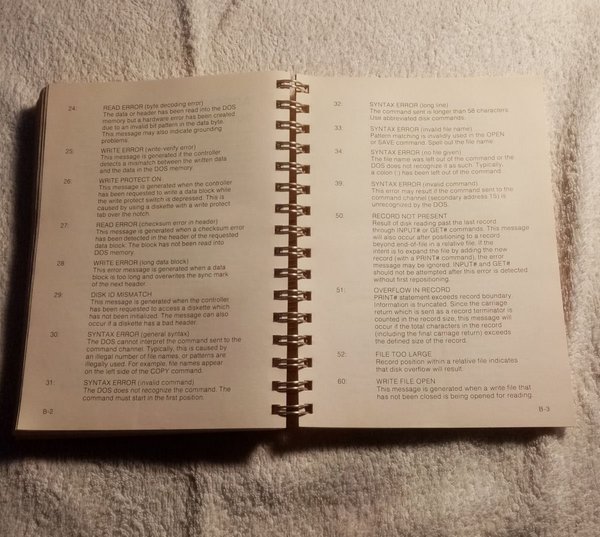 24: READ ERROR (byte decoding error)
The data or header has been read into the DOS
memory but a hardware error has been created
due to an invalid bit pattern in the data byte.
This message may also indicate grounding
problems.
25: WRITE ERROR (write-verify error)
This message is generated if the controller
detects a mismatch between the written data
and the data in the DOS memory.
26: WRITE PROTECT ON
This message is generated when the controller
has been requested to write a data block while
the write protect switch is depressed. This is
caused by using a diskette with a write protect
tab over the notch.
27: READ ERROR (checksum error in header)
This message is generated when a checksum error
has been detected in the header of the requested
data block. The block has not been read into
DOS memory.
28: WRITE ERROR (long data block)
This error message is generated when a data
block is too long and overwrites the sync mark
of the next header.
29: DISK ID MISMATCH
This message is generated when the controller
has been requested to access a diskette which
has not been initialized. The message can also
occur if a diskette has a bad header.
30: SYNTAX ERROR (general syntax)
The DOS cannot interpret the command sent to the
command channel. Typically, this is caused by
an illegal number of file names, or patterns are
illegally used. For example, file names appear
on the left side of the COPY command.
31: SYNTAX ERROR (invalid command)
The DOS does not recognize the command. The
command must start in the first position.
B-2
32: SYNTAX ERROR (long line)
The command sent is longer than 58 characters.
Use abbreviated disk commands.
33: SYNTAX ERROR (invalid file name)
Pattern matching is invalidly used in the OPEN
or SAVE command. Spell out the file name.
34: SYNTAX ERROR (no file given)
The file name was left out of the command or the
DOS does not recognize it as such. Typically,
a colon (:) has been left out of the command.
39: SYNTAX ERROR (invalid command)
This error may result if the command sent to the
command channel (secondary address 15) is
unrecognized by the DOS.
50: RECORD NOT PRESENT
Result of disk reading past the last record
through INPUT# or GET# commands. This message
will also occur after positioning to a record
beyond end-of-file in a relative file. If the
intent is to expand the file by adding the new
record (with a PRINT# command), the error
message may be ignored. INPUT# and GET#
should not be attempted after this error is detected
without first repositioning.
51: OVERFLOW IN RECORD
PRINT# statement exceeds record boundary.
Information is truncated. Since the carriage
return which is sent as a record terminator is
counted in the record size, this message will
occur if the total characters in the record
(including the final carriage return) exceeds
the defined size of the record.
52: FILE TOO LARGE
Record position within a relative file indicates
that disk overflow will result.
60: WRITE FILE OPEN
This message is generated when a write file that
has not been closed is being opened for reading.
B-3